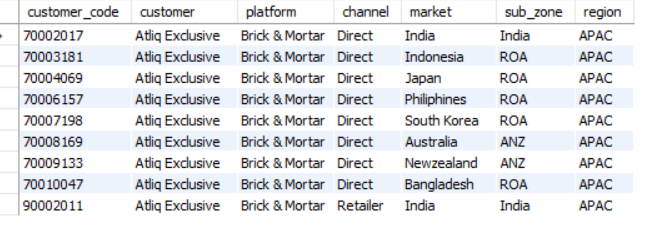 customer_code customer platform channel market sub_zone region
70002017 Atliq Exclusive Brick & Mortar Direct India India APAC
70003181 Atliq Exclusive Brick & Mortar Direct Indonesia ROA APAC
70004069 Atliq Exclusive Brick & Mortar Direct Japan ROA APAC
70006157 Atliq Exclusive Brick & Mortar Direct Philiphines ROA APAC
70007198 Atliq Exclusive Brick & Mortar Direct South Korea ROA APAC
70008169 Atliq Exclusive Brick & Mortar Direct Australia ANZ APAC
70009133 Atliq Exclusive Brick & Mortar Direct Newzealand ANZ APAC
70010047 Atliq Exclusive Brick & Mortar Direct Bangladesh ROA APAC
90002011 Atliq Exclusive Brick & Mortar Retailer India India APAC